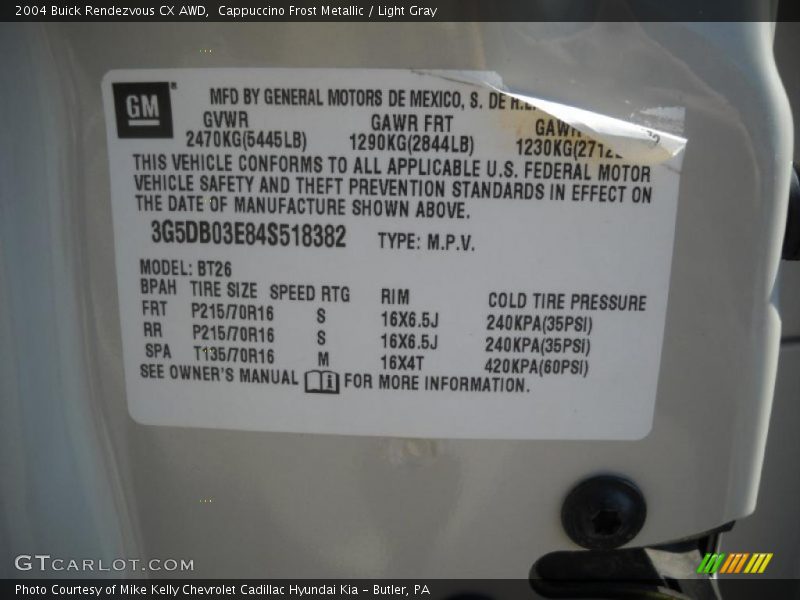 2004 Buick Rendezvous CX AWD,  Cappuccino Frost Metallic / Light Gray
GM
MFD BY GENERAL MOTORS DE MEXICO, S. DE R.L.
GVWR GAWR FRT GAWR
2470KG(5445LB) 1290KG(2844LB) 1230KG(2712L
THIS VEHICLE CONFORMS TO ALL APPLICABLE U.S. FEDERAL MOTOR
VEHICLE SAFETY AND THEFT PREVENTION STANDARDS IN EFFECT ON
THE DATE OF MANUFACTURE SHOWN ABOVE.
3G5DB03E84S518382 TYPE: M.P.V.
MODEL: BT26
BPAH TIRE SIZE SPEED RTG RIM COLD TIRE PRESSURE
FRT P215/70R16 S 16X6.5J 240KPA(35PSI)
RR P215/70R16 S 16X6.5J 240KPA(35PSI)
SPA T135/70R16 M 16X4T 420KPA(60PSI)
SEE OWNER'S MANUAL FOR MORE INFORMATION.
GTCARLOT.COM
Photo Courtesy of Mike Kelly Chevrolet Cadillac Hyundai Kia – Butler, PA